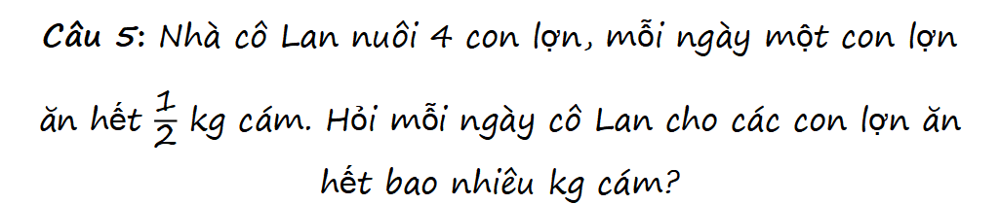 Câu 5: Nhà cô Lan nuôi 4 con lợn, mỗi ngày một con lợn
ăn hết 1/2 kg cám. Hỏi mỗi ngày cô Lan cho các con lợn ăn
hết bao nhiêu kg cám?